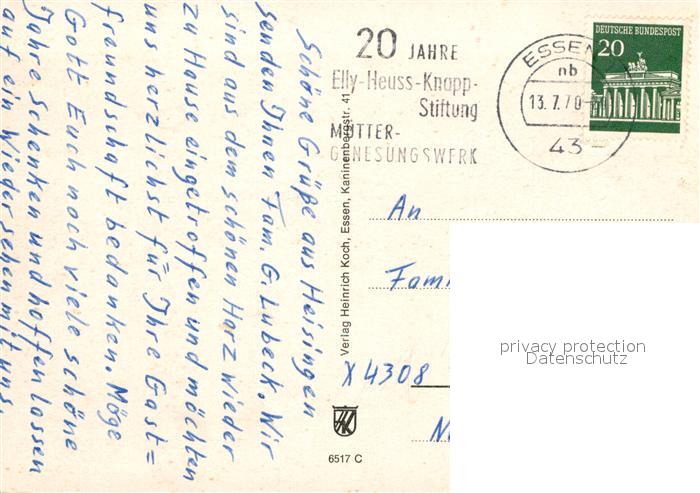 Schöne Grüße aus Heisingen
senden Ihnen Fam. G. Lubeck. Wir
sind aus dem schönen Harz wieder
zu Hause eingetroffen und möchten
uns herzlichst für Ihre Gast=
freundschaft bedanken. Möge
Gott Euch noch viele schöne
Jahre schenken und hoffen lassen
auf ein Wiedersehen mit uns.
20 JAHRE
Elly-Heuss-Knapp-
Stiftung
MÜTTER-
GENESUNGSWERK
ESSEN
nb
13.7.70
43
DEUTSCHE BUNDESPOST
20
Verlag Heinrich Koch, Essen, Kaninenbergstr. 41
An
Fam
X 4308
N
6517 C
privacy protection
Datenschutz